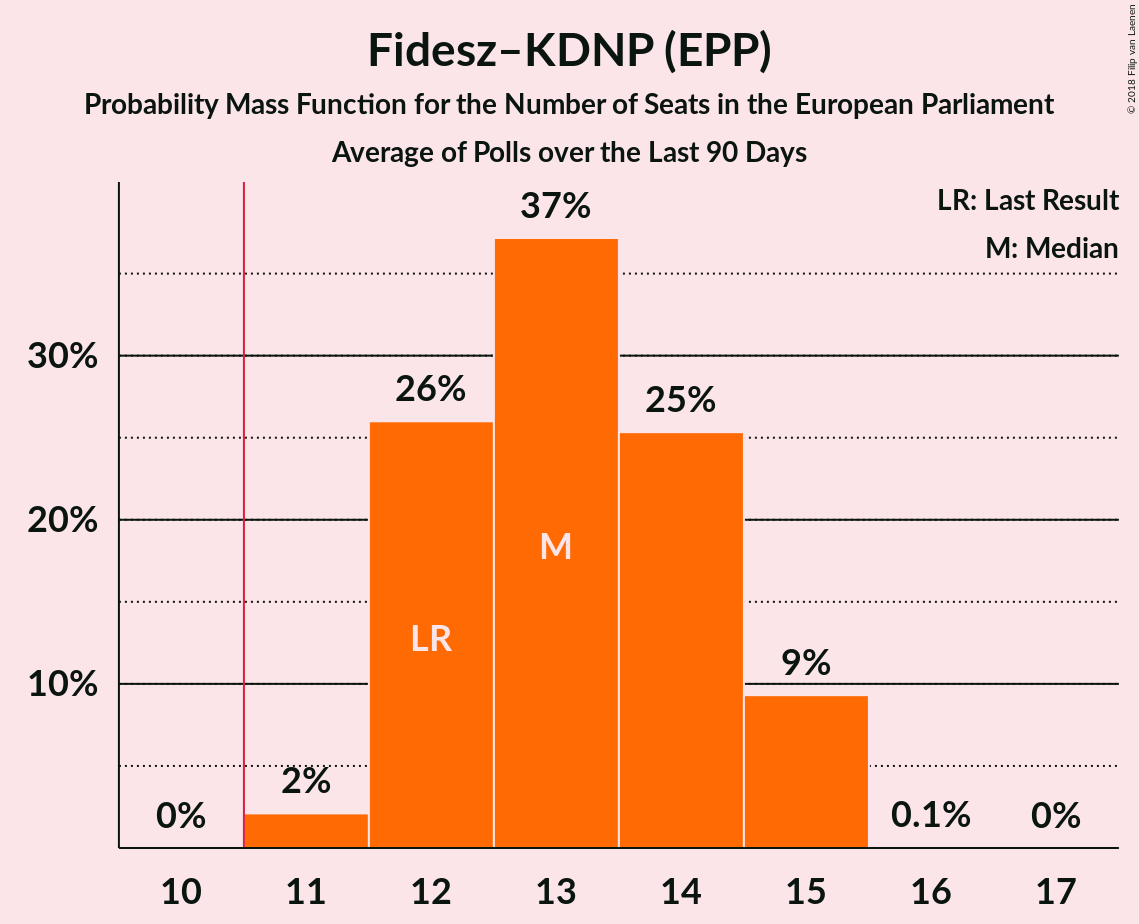 Fidesz–KDNP (EPP)
Probability Mass Function for the Number of Seats in the European Parliament
Average of Polls over the Last 90 Days
© 2018 Filip van Laenen
LR: Last Result
M: Median
37%
30%
26%
25%
20%
M
LR
10%
9%
2%
0%
0.1%
0%
10 11 12 13 14 15 16 17